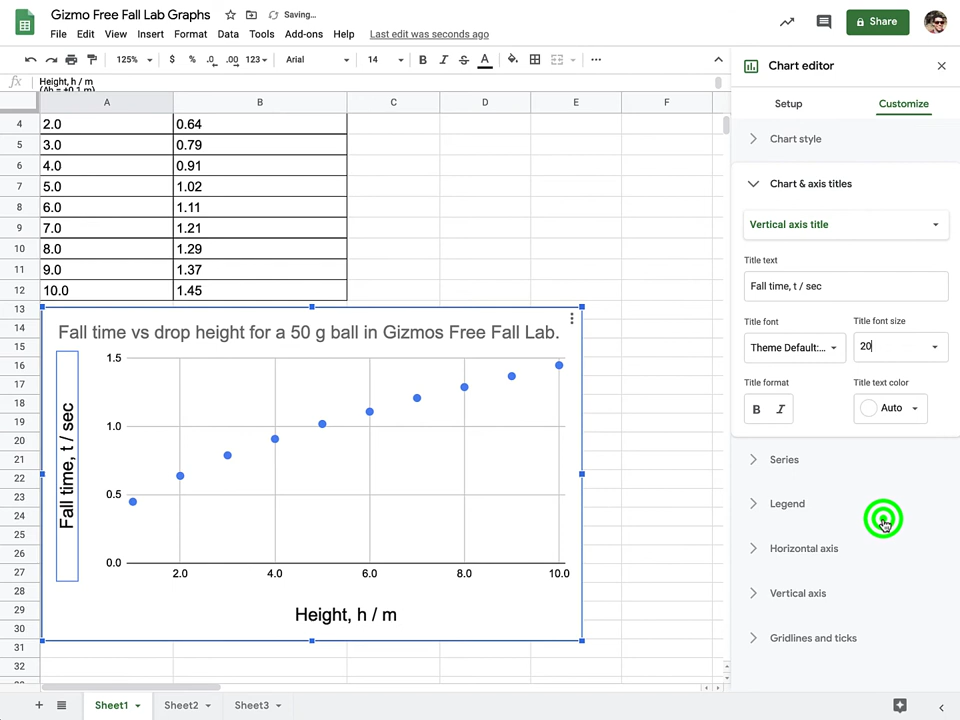 Gizmo Free Fall Lab Graphs
Saving...
File Edit View Insert Format Data Tools Add-ons Help Last edit was seconds ago
Share
125% $ % .0 .00 123 Arial 14 B I S A
fx Height, h / m
(Δh = ±0.1 m)
A B C D E F
4 2.0 0.64
5 3.0 0.79
6 4.0 0.91
7 5.0 1.02
8 6.0 1.11
9 7.0 1.21
10 8.0 1.29
11 9.0 1.37
12 10.0 1.45
13
14
15
16
17
18
19
20
21
22
23
24
25
26
27
28
29
30
31
32
Fall time vs drop height for a 50 g ball in Gizmos Free Fall Lab.
Fall time, t / sec
1.5
1.0
0.5
0.0
2.0 4.0 6.0 8.0 10.0
Height, h / m
Chart editor
Setup Customize
Chart style
Chart & axis titles
Vertical axis title
Title text
Fall time, t / sec
Title font Title font size
Theme Default:... 20
Title format Title text color
B I Auto
Series
Legend
Horizontal axis
Vertical axis
Gridlines and ticks
Sheet1 Sheet2 Sheet3